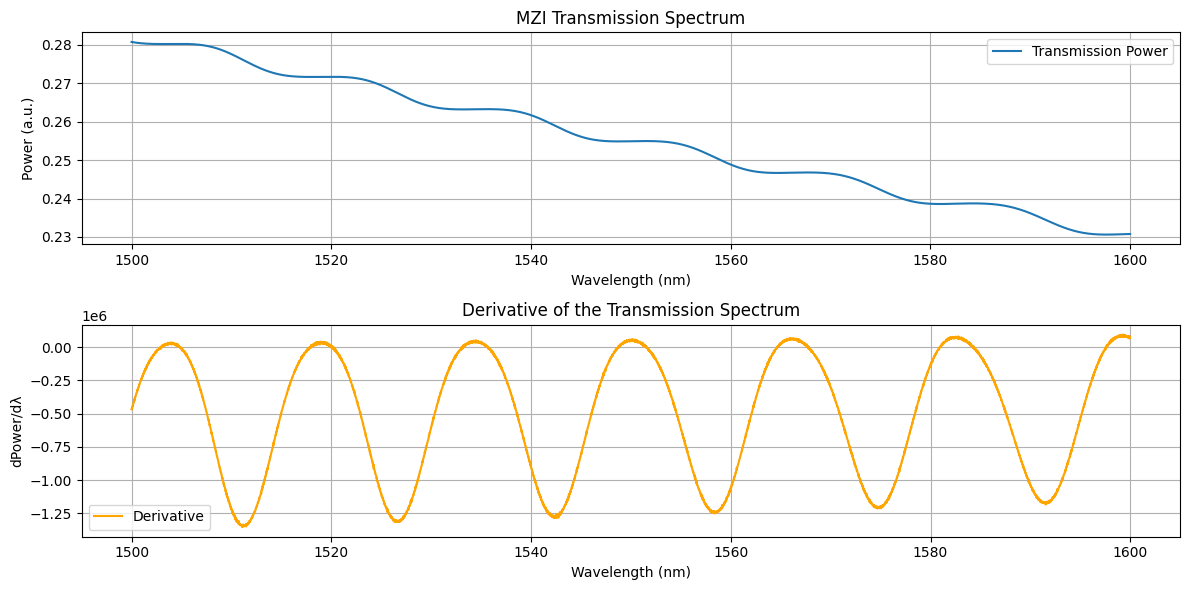 MZI Transmission Spectrum
Power (a.u.)
0.28
0.27
0.26
0.25
0.24
0.23
Transmission Power
1500
1520
1540
1560
1580
1600
Wavelength (nm)
Derivative of the Transmission Spectrum
1e6
dPower/dλ
0.00
−0.25
−0.50
−0.75
−1.00
−1.25
Derivative
1500
1520
1540
1560
1580
1600
Wavelength (nm)